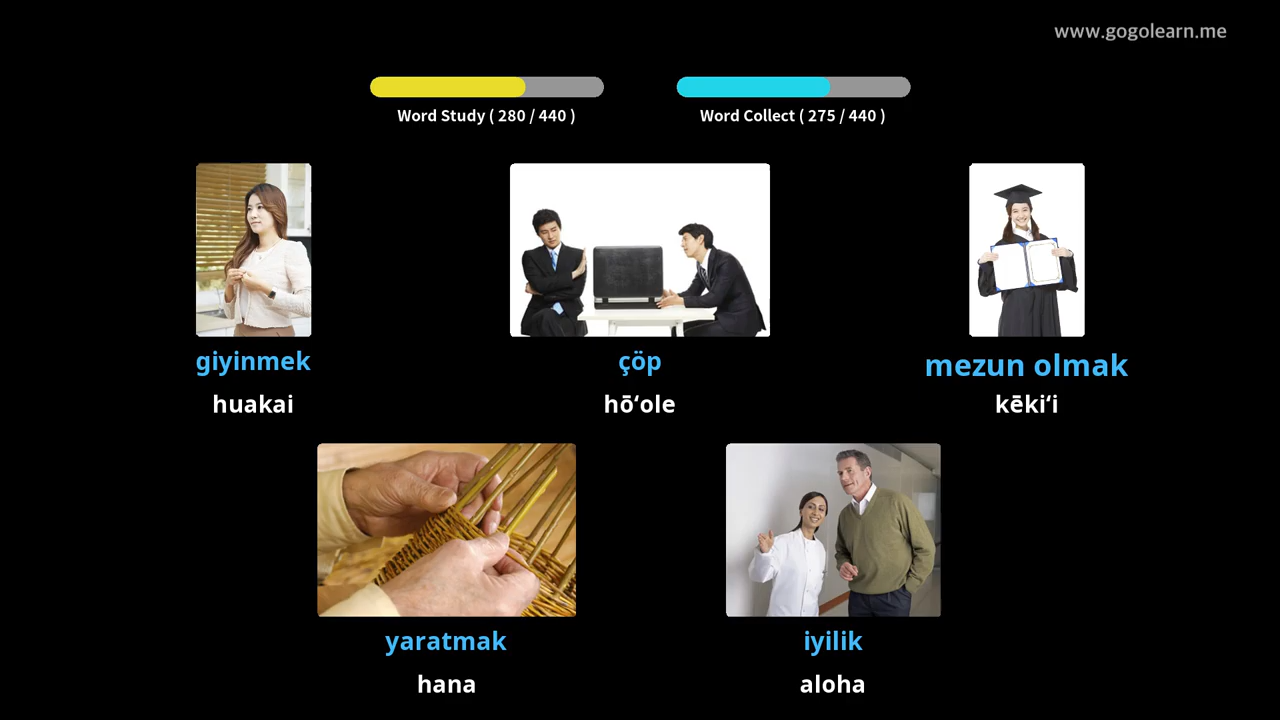 www.gogolearn.me
Word Study ( 280 / 440 )
Word Collect ( 275 / 440 )
giyinmek
huakai
çöp
hōʻole
mezun olmak
kēkiʻi
yaratmak
hana
iyilik
aloha